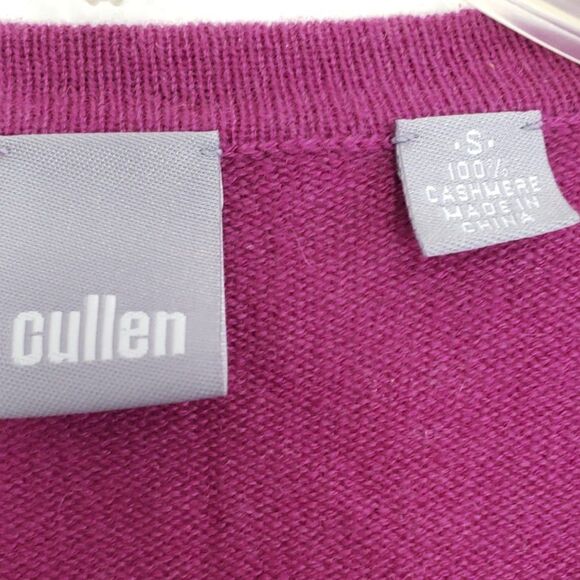 cullen
·S·
100%
CASHMERE
MADE IN
CHINA